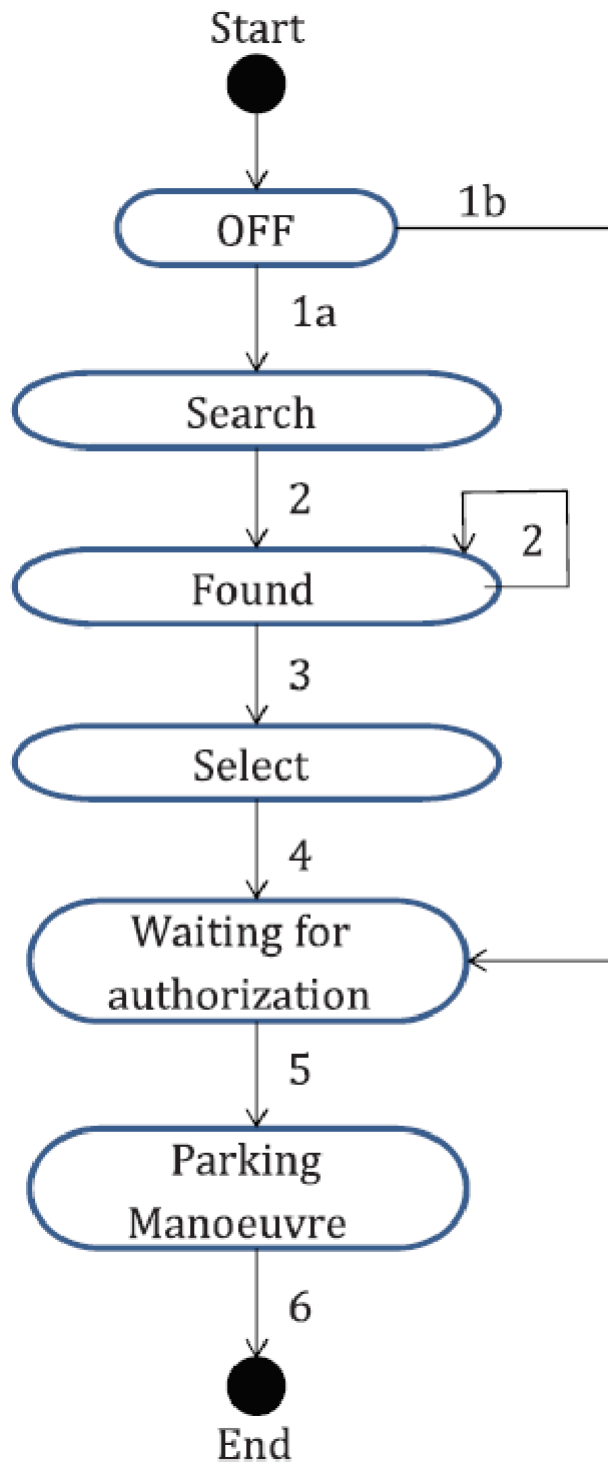 Start
OFF
1b
1a
Search
2
2
Found
3
Select
4
Waiting for
authorization
5
Parking
Manoeuvre
6
End